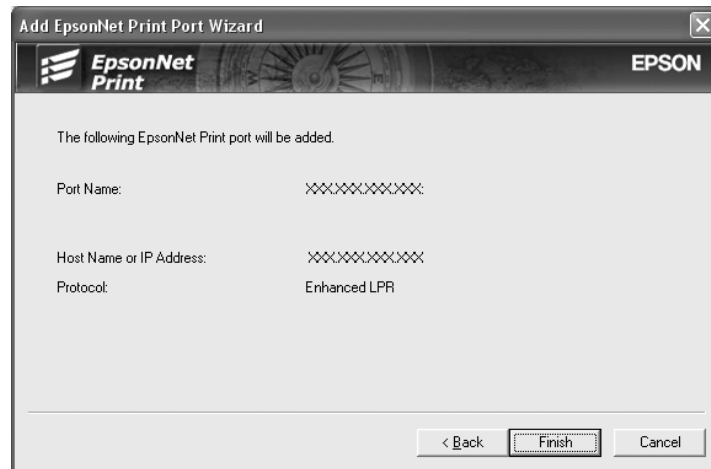 Add EpsonNet Print Port Wizard
EpsonNet
Print
EPSON
The following EpsonNet Print port will be added.
Port Name: XXX.XXX.XXX.XXX:
Host Name or IP Address: XXX.XXX.XXX.XXX
Protocol: Enhanced LPR
< Back Finish Cancel